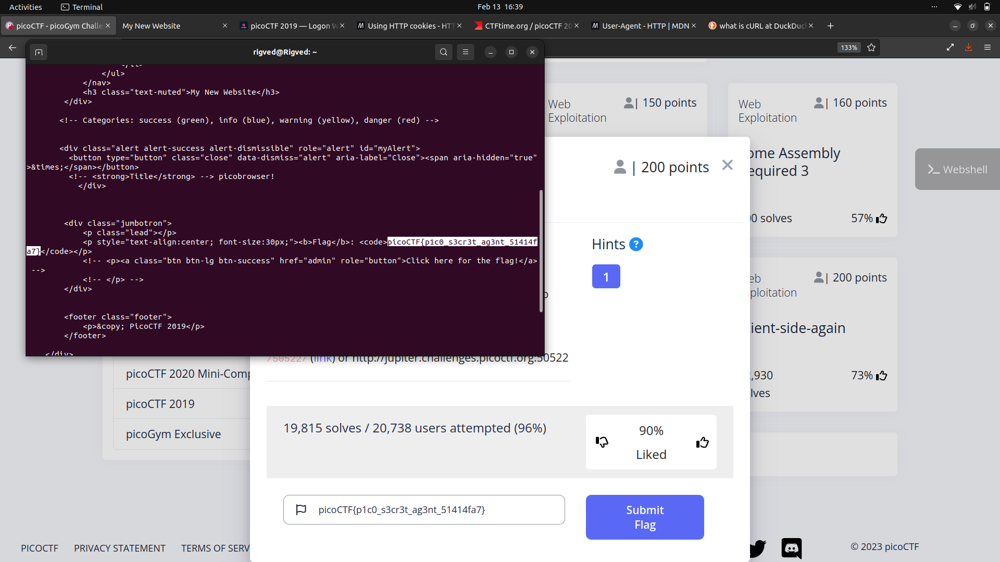 Activities
Terminal
Feb 13 16:39
picoCTF - picoGym Challe
My New Website
picoCTF 2019 — Logon W
Using HTTP cookies - HTT
CTFtime.org / picoCTF 20
User-Agent - HTTP | MDN
what is cURL at DuckDuc
133%
rigved@Rigved: ~
</ul>
</nav>
<h3 class="text-muted">My New Website</h3>
</div>
<!-- Categories: success (green), info (blue), warning (yellow), danger (red) -->
<div class="alert alert-success alert-dismissible" role="alert" id="myAlert">
<button type="button" class="close" data-dismiss="alert" aria-label="Close"><span aria-hidden="true"
>&times;</span></button>
<!-- <strong>Title</strong> --> picobrowser!
</div>
<div class="jumbotron">
<p class="lead"></p>
<p style="text-align:center; font-size:30px;"><b>Flag</b>: <code>picoCTF{p1c0_s3cr3t_ag3nt_51414f
a7}</code></p>
<!-- <p><a class="btn btn-lg btn-success" href="admin" role="button">Click here for the flag!</a>
-->
<!-- </p> -->
</div>
<footer class="footer">
<p>&copy; PicoCTF 2019</p>
</footer>
</div>
Web
Exploitation
| 150 points
Web
Exploitation
| 160 points
ome Assembly
equired 3
00 solves
57%
Webshell
| 200 points
Hints
1
(link) or http://jupiter.challenges.picoctf.org:50522
eb
ploitation
| 200 points
ient-side-again
,930
lves
73%
picoCTF 2020 Mini-Comp
picoCTF 2019
picoGym Exclusive
19,815 solves / 20,738 users attempted (96%)
90%
Liked
picoCTF{p1c0_s3cr3t_ag3nt_51414fa7}
Submit
Flag
PICOCTF
PRIVACY STATEMENT
TERMS OF SERV
© 2023 picoCTF